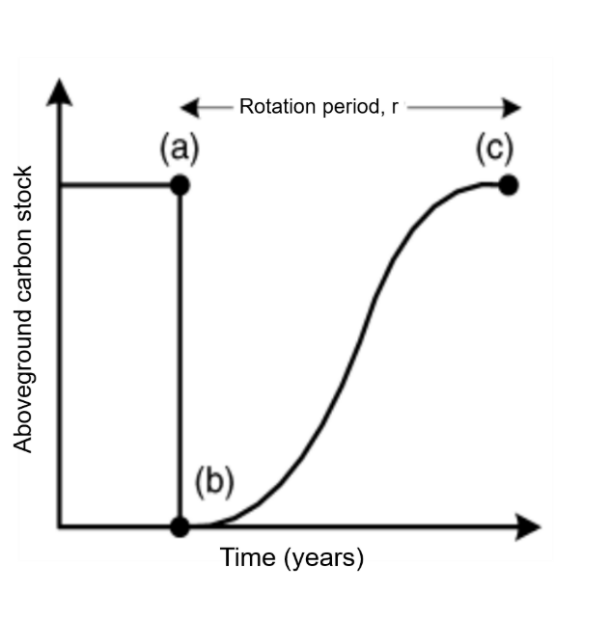 Rotation period, r
(a)
(c)
Aboveground carbon stock
(b)
Time (years)